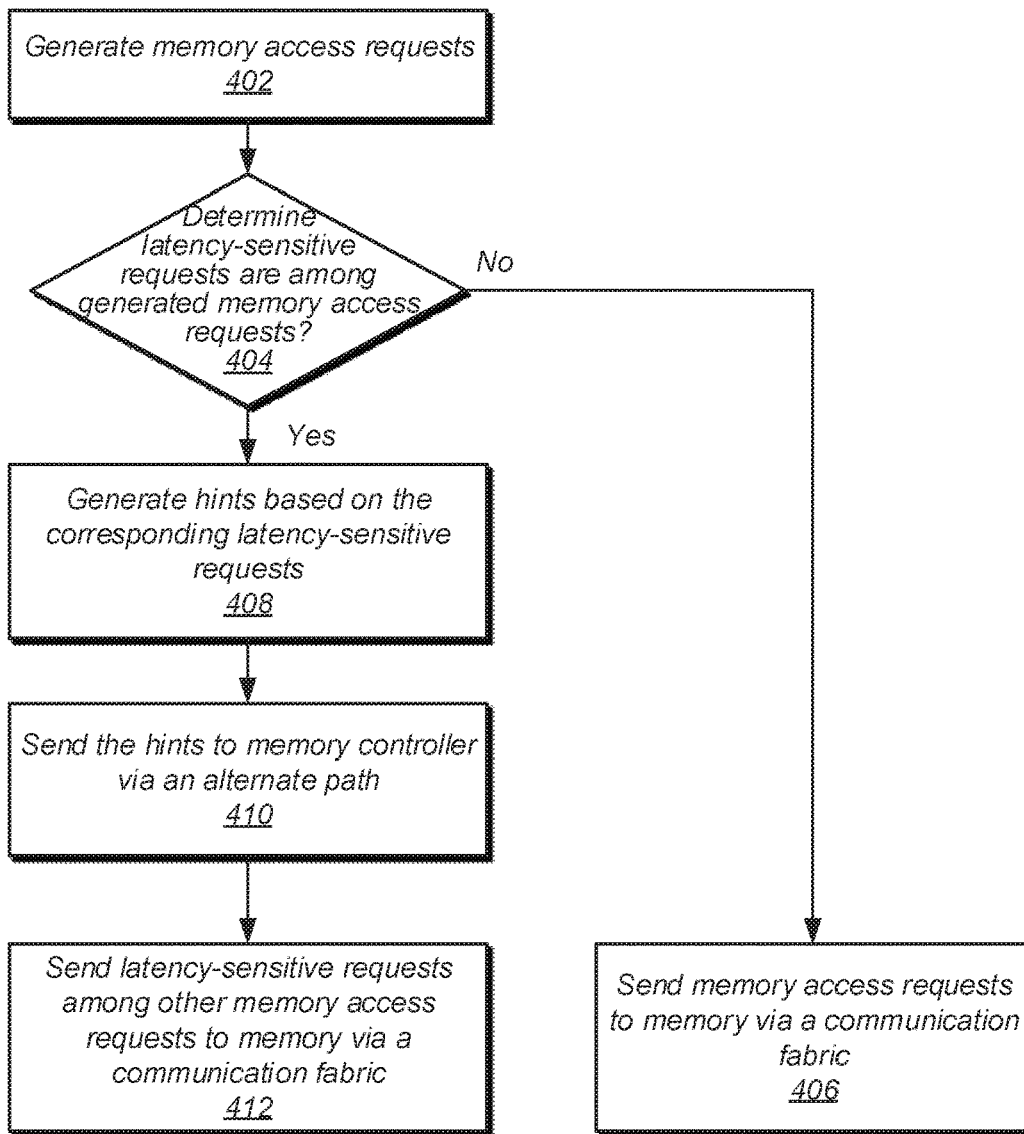 Generate memory access requests
402
Determine
latency-sensitive
requests are among
generated memory access
requests?
404
No
Yes
Generate hints based on the
corresponding latency-sensitive
requests
408
Send the hints to memory controller
via an alternate path
410
Send latency-sensitive requests
among other memory access
requests to memory via a
communication fabric
412
Send memory access requests
to memory via a communication
fabric
406